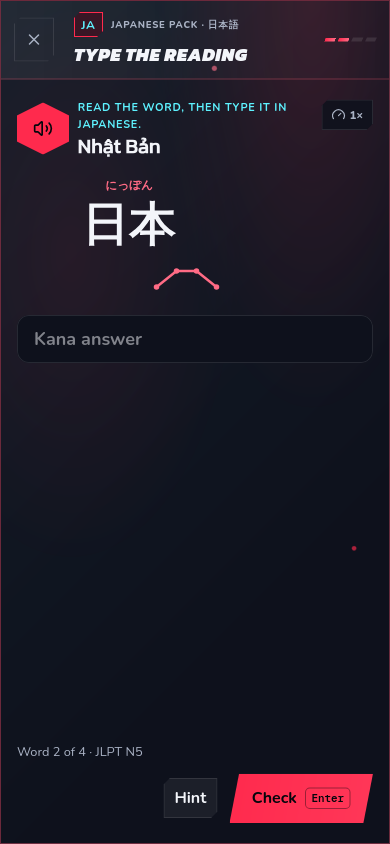 JA
JAPANESE PACK · 日本語
TYPE THE READING
READ THE WORD, THEN TYPE IT IN JAPANESE.
1×
Nhật Bản
にっぽん
日本
Kana answer
Word 2 of 4 · JLPT N5
Hint
Check Enter